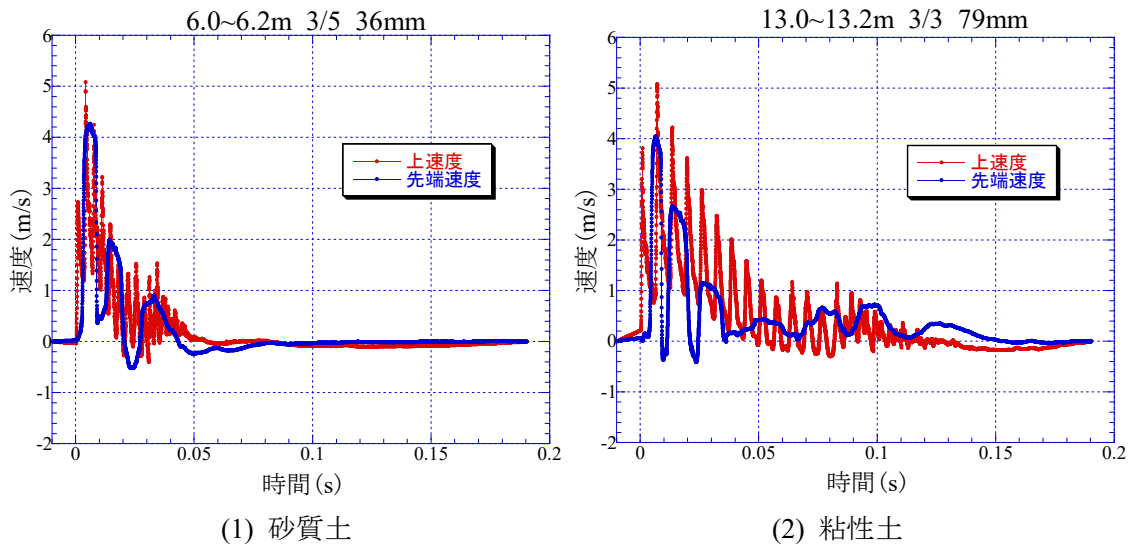 6.0~6.2m 3/5 36mm
6
5
4
3
2
1
0
-1
-2
速度(m/s)
上速度
先端速度
0 0.05 0.1 0.15 0.2
時間(s)
(1) 砂質土
13.0~13.2m 3/3 79mm
6
5
4
3
2
1
0
-1
-2
速度(m/s)
上速度
先端速度
0 0.05 0.1 0.15 0.2
時間(s)
(2) 粘性土